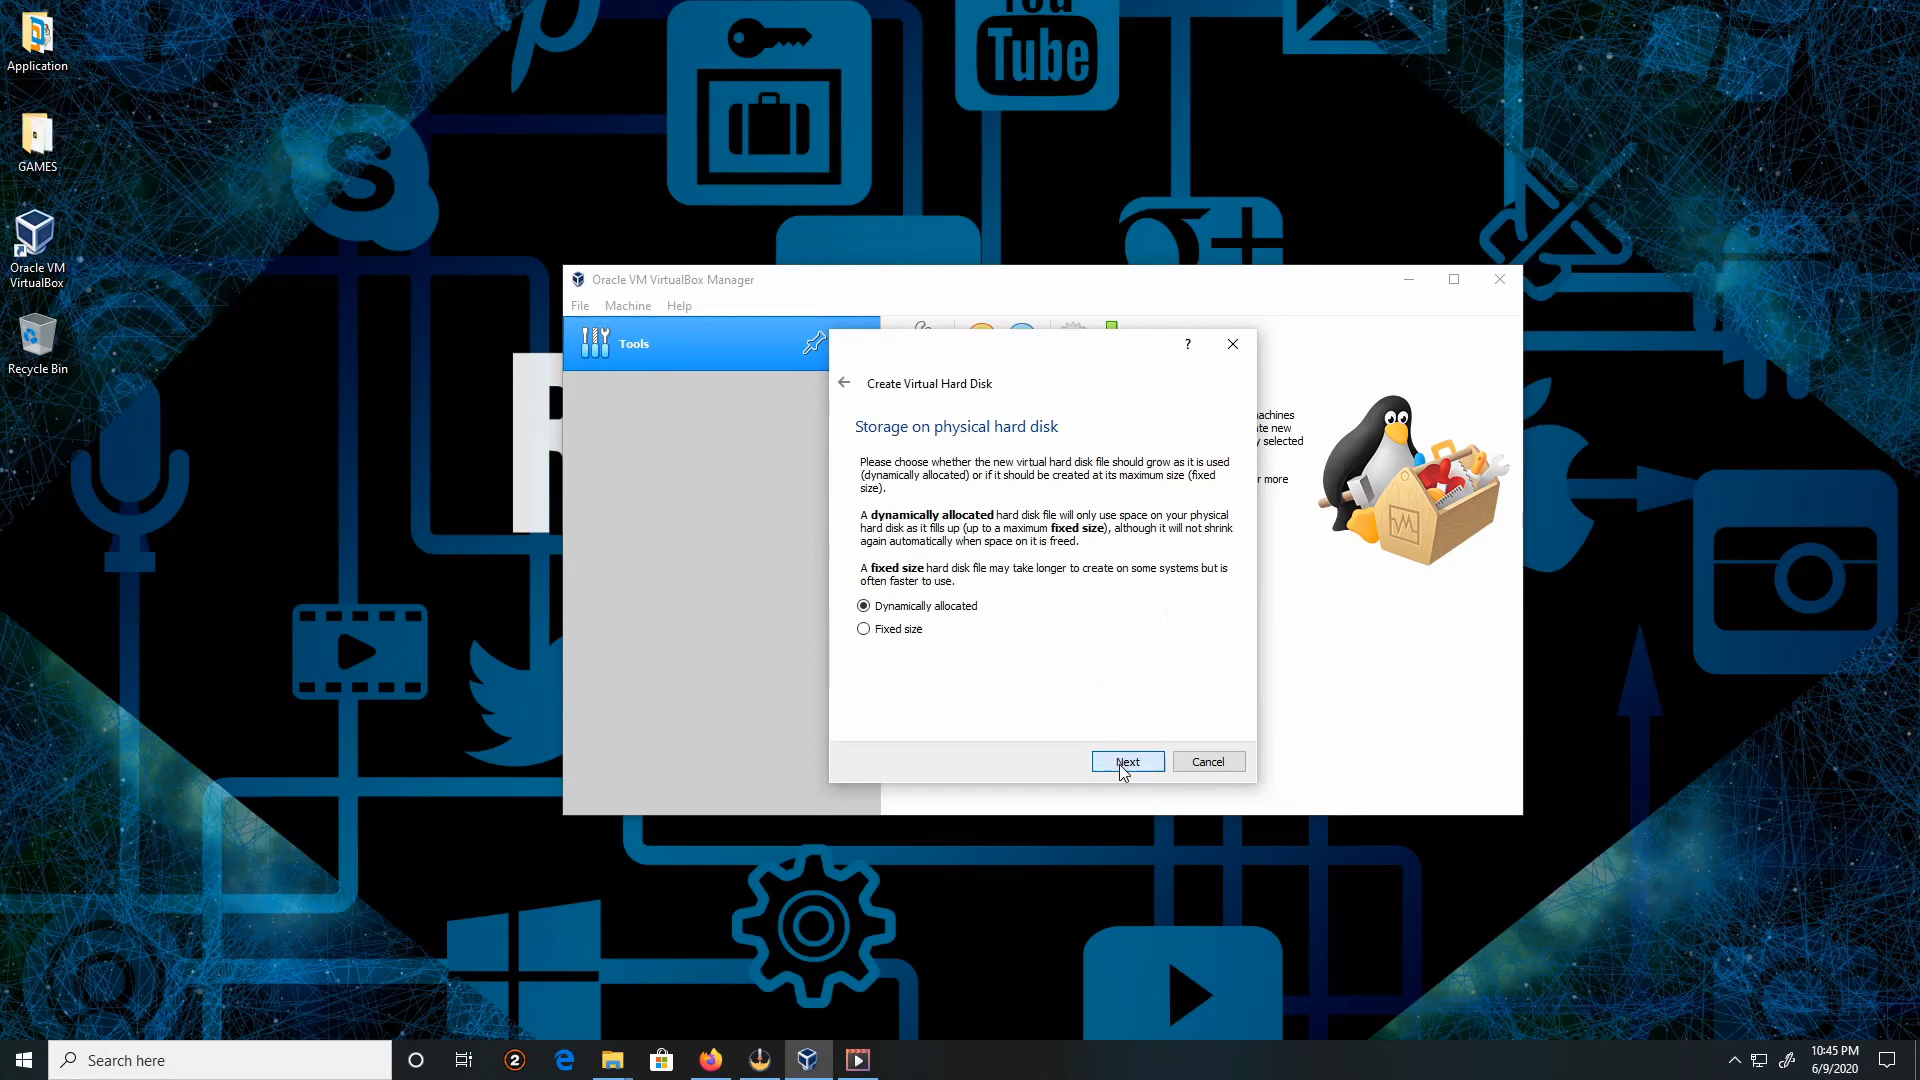 Application
GAMES
Oracle VM
VirtualBox
Recycle Bin
You
Tube
Oracle VM VirtualBox Manager
File Machine Help
Tools
?
Create Virtual Hard Disk
Storage on physical hard disk
Please choose whether the new virtual hard disk file should grow as it is used
(dynamically allocated) or if it should be created at its maximum size (fixed
size).
A dynamically allocated hard disk file will only use space on your physical
hard disk as it fills up (up to a maximum fixed size), although it will not shrink
again automatically when space on it is freed.
A fixed size hard disk file may take longer to create on some systems but is
often faster to use.
Dynamically allocated
Fixed size
Next Cancel
achines
te new
selected
r more
Search here
2
10:45 PM
6/9/2020